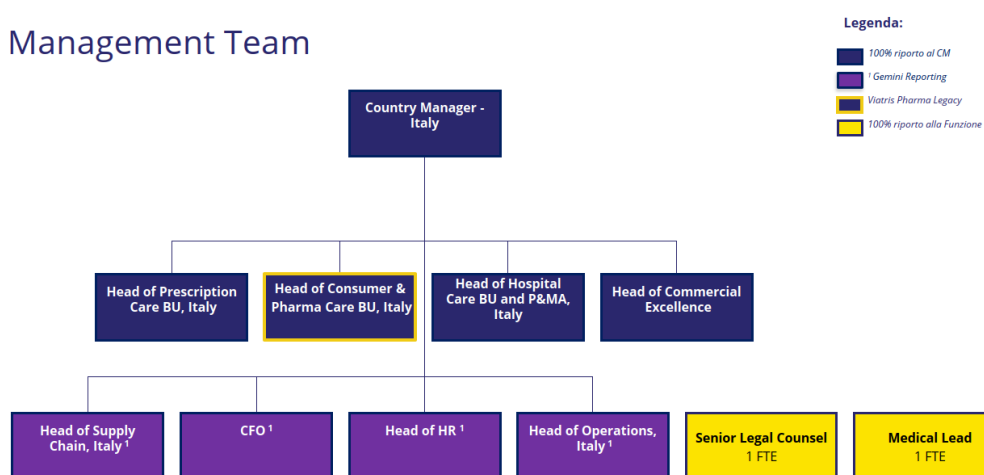 Management Team
Legenda:
100% riporto al CM
¹ Gemini Reporting
Viatris Pharma Legacy
100% riporto alla Funzione
Country Manager -
Italy
Head of Prescription
Care BU, Italy
Head of Consumer &
Pharma Care BU, Italy
Head of Hospital
Care BU and P&MA,
Italy
Head of Commercial
Excellence
Head of Supply
Chain, Italy ¹
CFO ¹
Head of HR ¹
Head of Operations,
Italy ¹
Senior Legal Counsel
1 FTE
Medical Lead
1 FTE